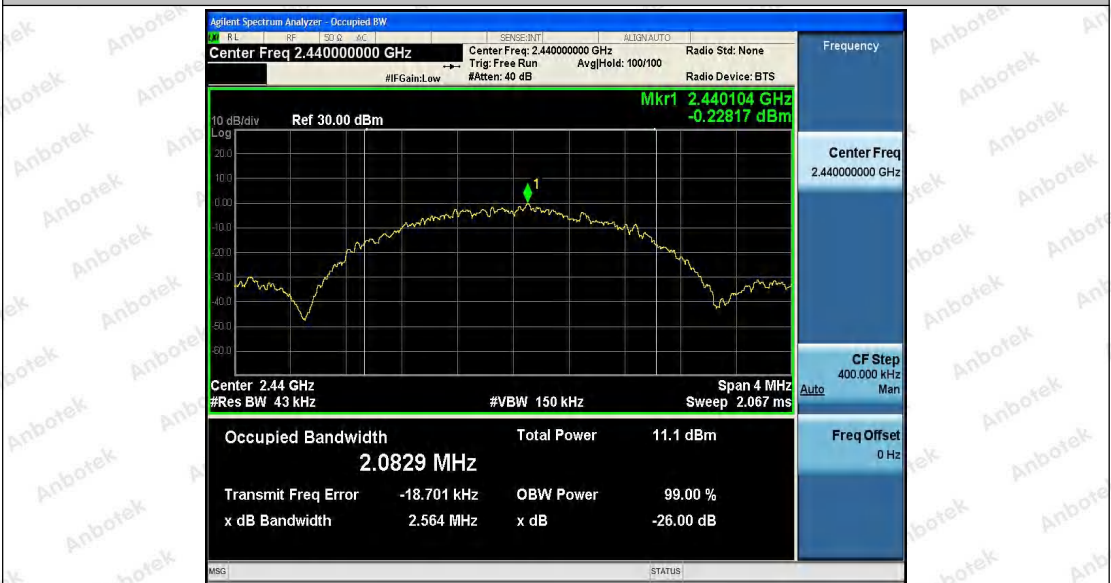 Agilent Spectrum Analyzer - Occupied BW
RL RF 50 Ω AC SENSE:INT ALIGN AUTO
Center Freq 2.440000000 GHz
Center Freq: 2.440000000 GHz Radio Std: None
Trig: Free Run Avg|Hold: 100/100
#IFGain:Low #Atten: 40 dB Radio Device: BTS
Frequency
Mkr1 2.440104 GHz
-0.22817 dBm
10 dB/div Ref 30.00 dBm
Log
20.0
10.0
0.00
-10.0
-20.0
-30.0
-40.0
-50.0
-60.0
1
Center Freq
2.440000000 GHz
Center 2.44 GHz Span 4 MHz
#Res BW 43 kHz #VBW 150 kHz Sweep 2.067 ms
CF Step
400.000 kHz
Auto Man
Freq Offset
0 Hz
Occupied Bandwidth Total Power 11.1 dBm
2.0829 MHz
Transmit Freq Error -18.701 kHz OBW Power 99.00 %
x dB Bandwidth 2.564 MHz x dB -26.00 dB
MSG STATUS
Anbotek